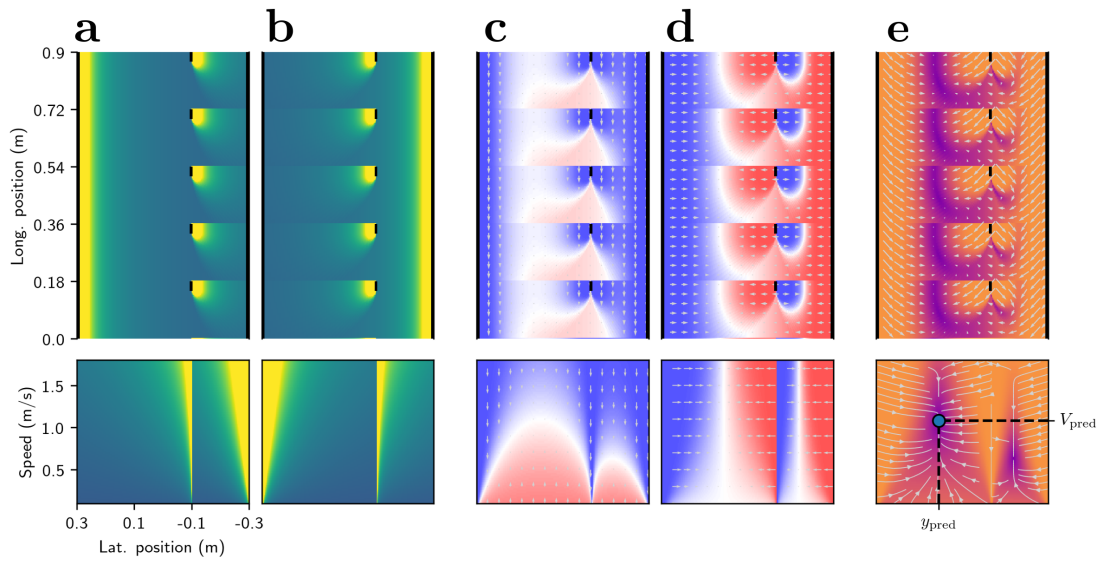 a b c d e
0.9
0.72
0.54
0.36
0.18
0.0
Long. position (m)
1.5
1.0
0.5
Speed (m/s)
V_pred
0.3 0.1 -0.1 -0.3
y_pred
Lat. position (m)